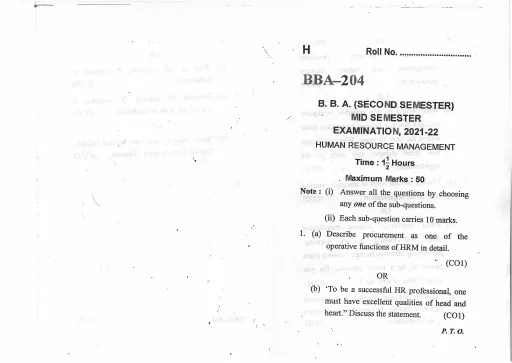 H Roll No. ..............................
BBA-204
B. B. A. (SECOND SEMESTER)
MID SEMESTER
EXAMINATION, 2021-22
HUMAN RESOURCE MANAGEMENT
Time : 1½ Hours
Maximum Marks : 50
Note : (i) Answer all the questions by choosing
any one of the sub-questions.
(ii) Each sub-question carries 10 marks.
1. (a) Describe procurement as one of the
operative functions of HRM in detail.
(CO1)
OR
(b) 'To be a successful HR professional, one
must have excellent qualities of head and
heart." Discuss the statement. (CO1)
P. T. O.